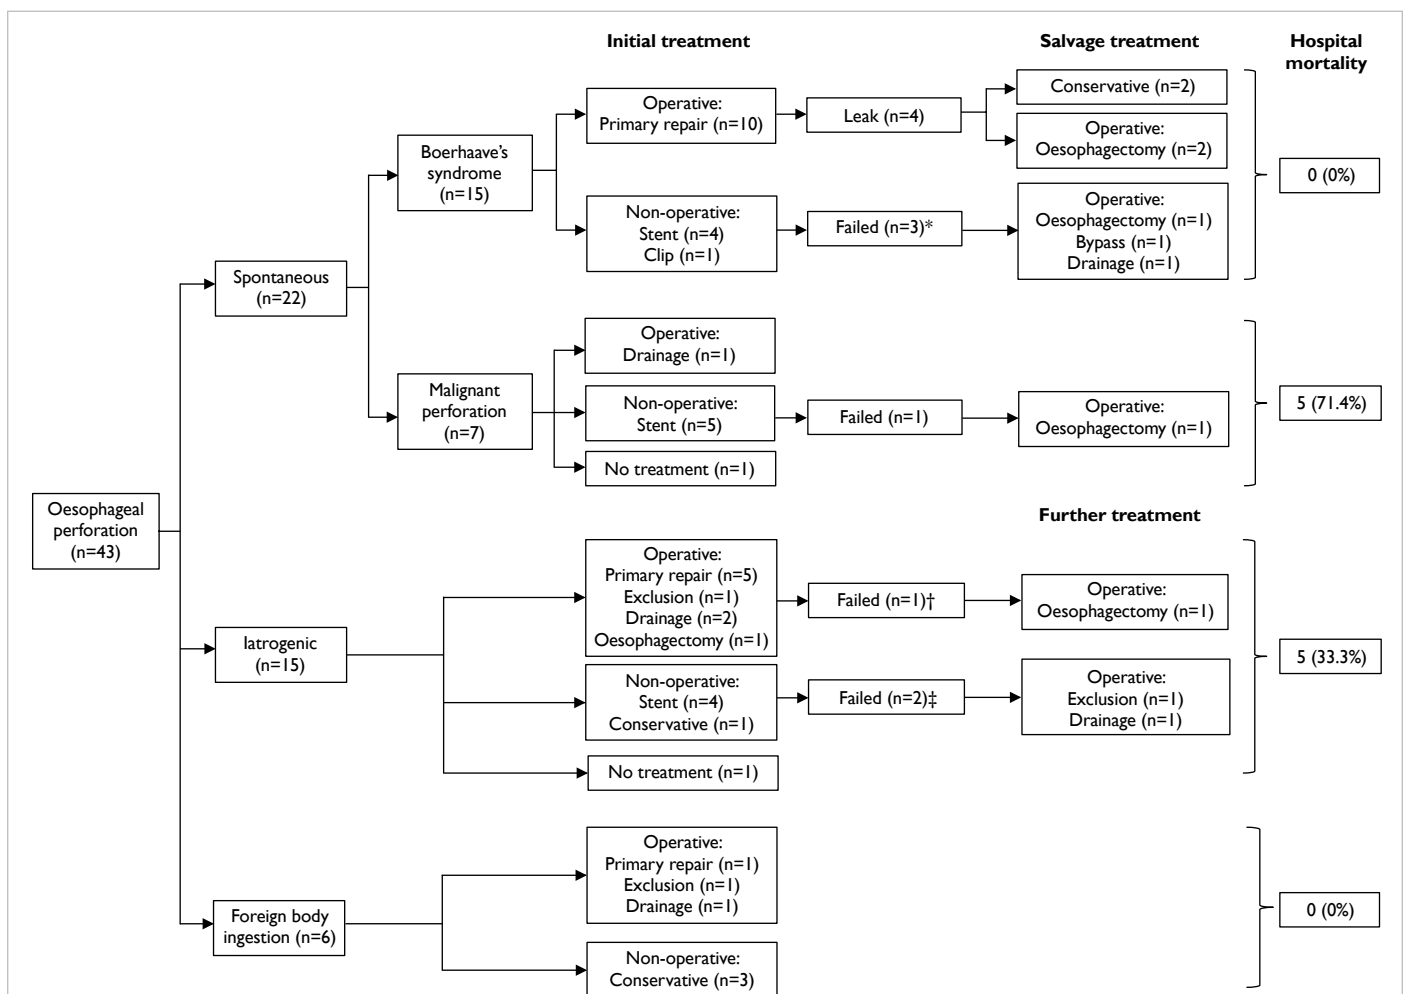 Initial treatment
Salvage treatment
Hospital
mortality
Oesophageal
perforation
(n=43)
Spontaneous
(n=22)
Boerhaave's
syndrome
(n=15)
Operative:
Primary repair (n=10)
Leak (n=4)
Conservative (n=2)
Operative:
Oesophagectomy (n=2)
Non-operative:
Stent (n=4)
Clip (n=1)
Failed (n=3)*
Operative:
Oesophagectomy (n=1)
Bypass (n=1)
Drainage (n=1)
0 (0%)
Malignant
perforation
(n=7)
Operative:
Drainage (n=1)
Non-operative:
Stent (n=5)
Failed (n=1)
Operative:
Oesophagectomy (n=1)
No treatment (n=1)
5 (71.4%)
Further treatment
Iatrogenic
(n=15)
Operative:
Primary repair (n=5)
Exclusion (n=1)
Drainage (n=2)
Oesophagectomy (n=1)
Failed (n=1)†
Operative:
Oesophagectomy (n=1)
Non-operative:
Stent (n=4)
Conservative (n=1)
Failed (n=2)‡
Operative:
Exclusion (n=1)
Drainage (n=1)
No treatment (n=1)
5 (33.3%)
Foreign body
ingestion (n=6)
Operative:
Primary repair (n=1)
Exclusion (n=1)
Drainage (n=1)
Non-operative:
Conservative (n=3)
0 (0%)